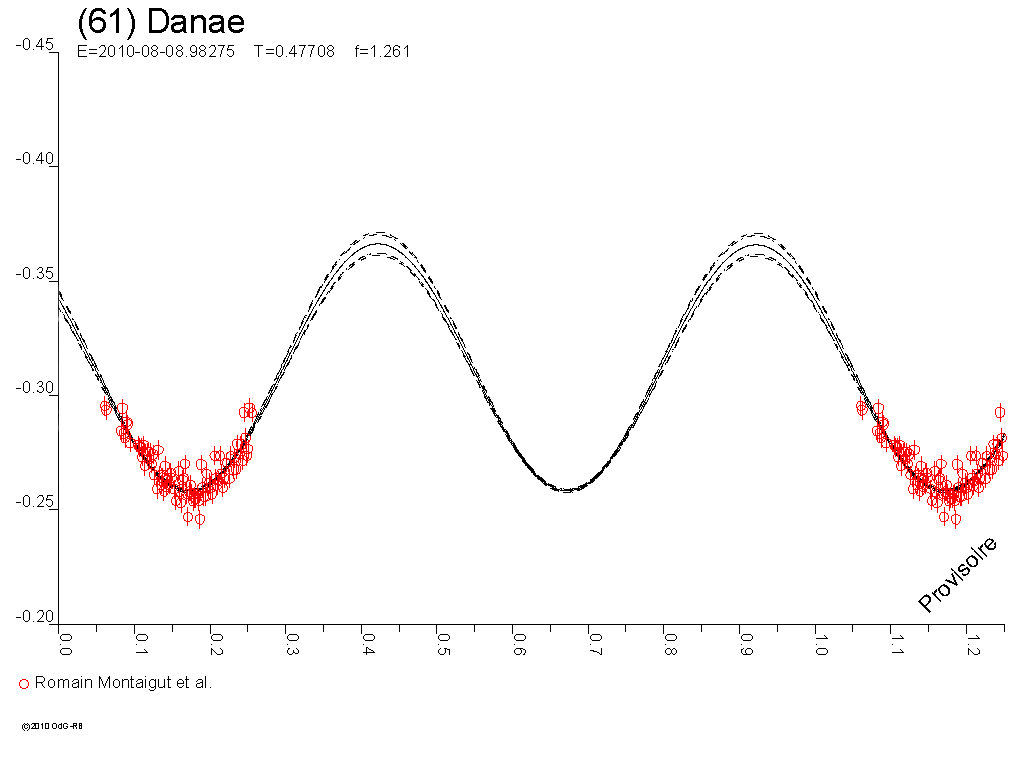 (61) Danae
E=2010-08-08.98275 T=0.47708 f=1.261
-0.45
-0.40
-0.35
-0.30
-0.25
-0.20
0.0 0.1 0.2 0.3 0.4 0.5 0.6 0.7 0.8 0.9 1.0 1.1 1.2
Provisoire
Romain Montaigut et al.
©2010 OdG-RB